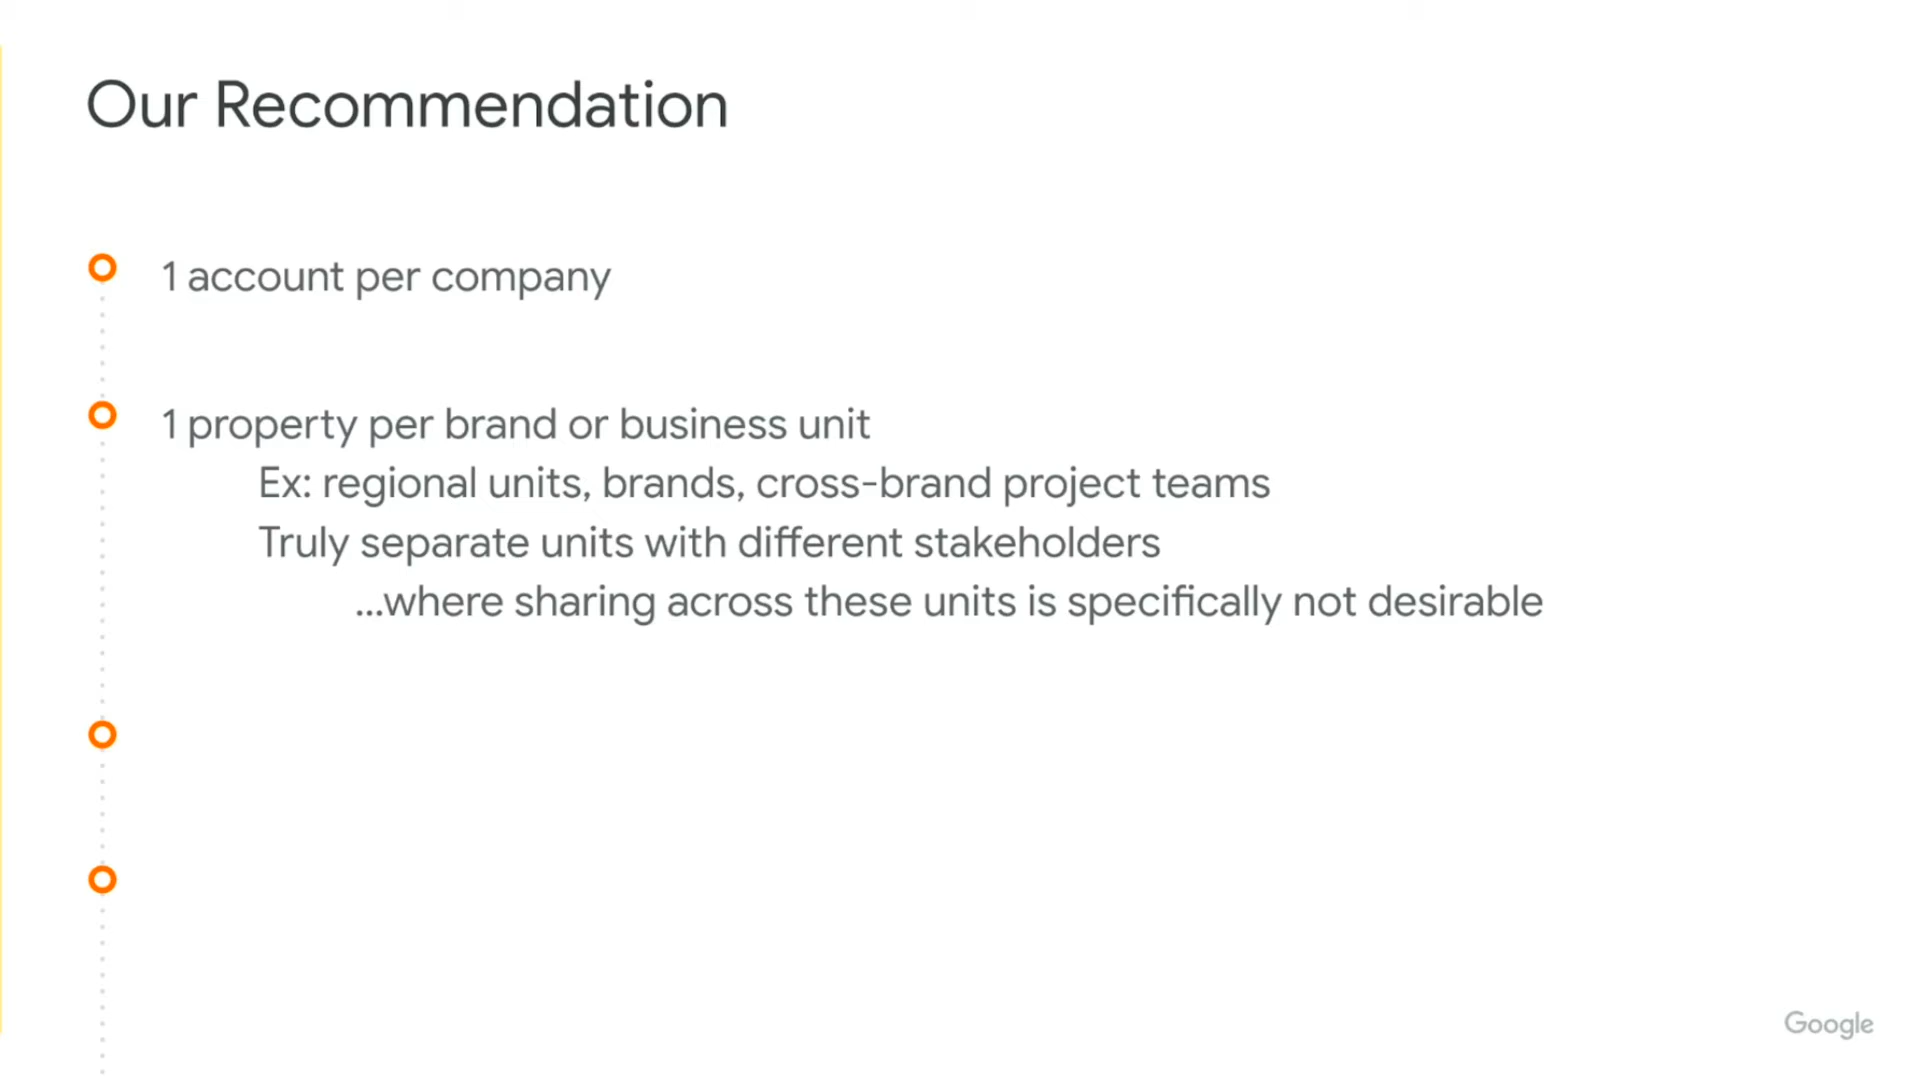 Our Recommendation
1 account per company
1 property per brand or business unit
Ex: regional units, brands, cross-brand project teams
Truly separate units with different stakeholders
...where sharing across these units is specifically not desirable
Google